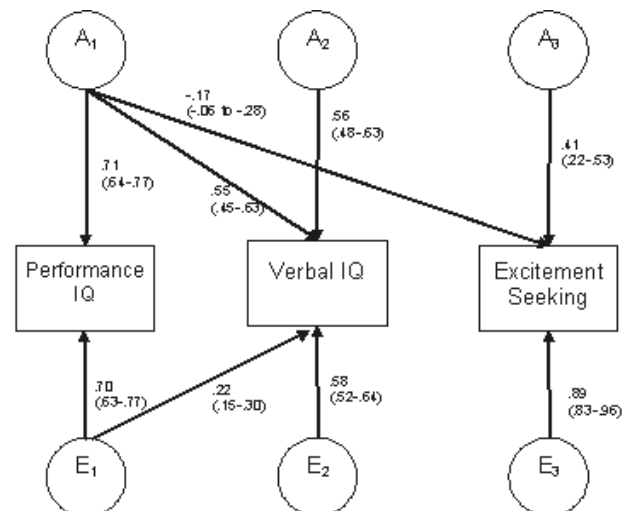 A1
A2
A3
-.17
(-.06 to -.28)
.56
(.48-.63)
.41
(.22-.53)
.71
(.64-.77)
.55
(.45-.63)
Performance
IQ
Verbal IQ
Excitement
Seeking
.70
(.63-.77)
.22
(.15-.30)
.58
(.52-.64)
.89
(.83-.96)
E1
E2
E3